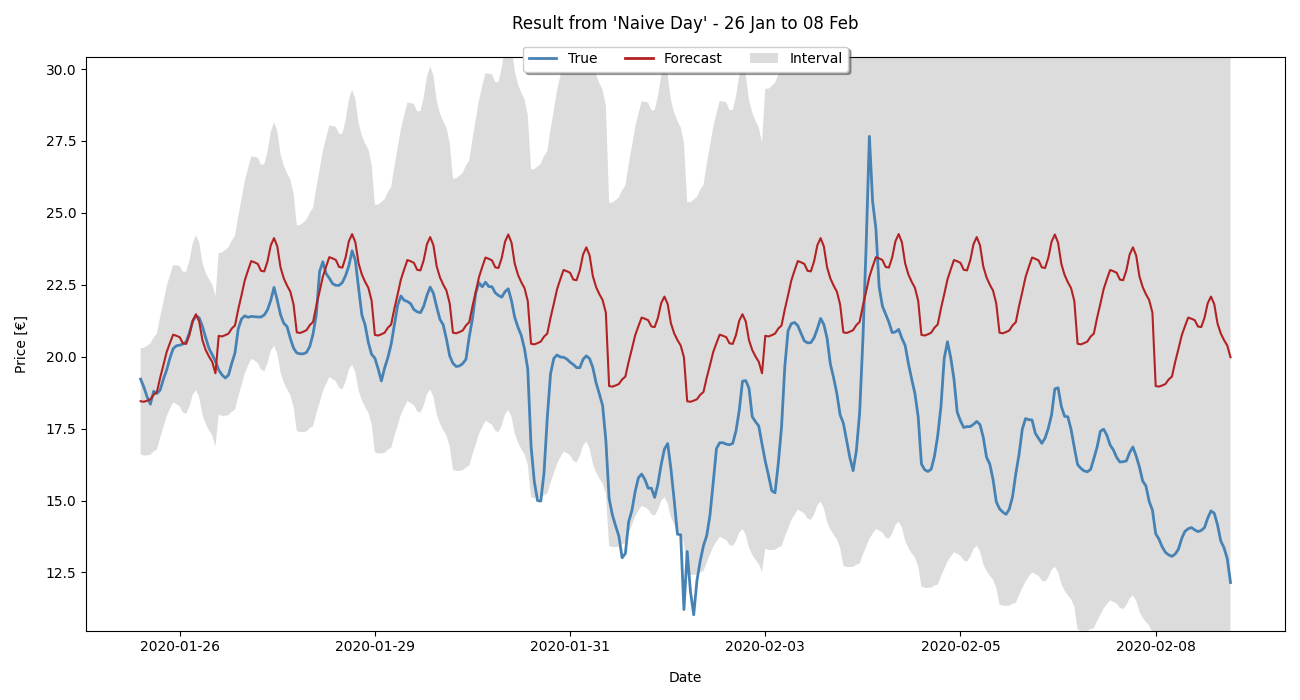 Result from 'Naive Day' - 26 Jan to 08 Feb
True Forecast Interval
30.0
27.5
25.0
22.5
20.0
17.5
15.0
12.5
Price [€]
2020-01-26 2020-01-29 2020-01-31 2020-02-03 2020-02-05 2020-02-08
Date